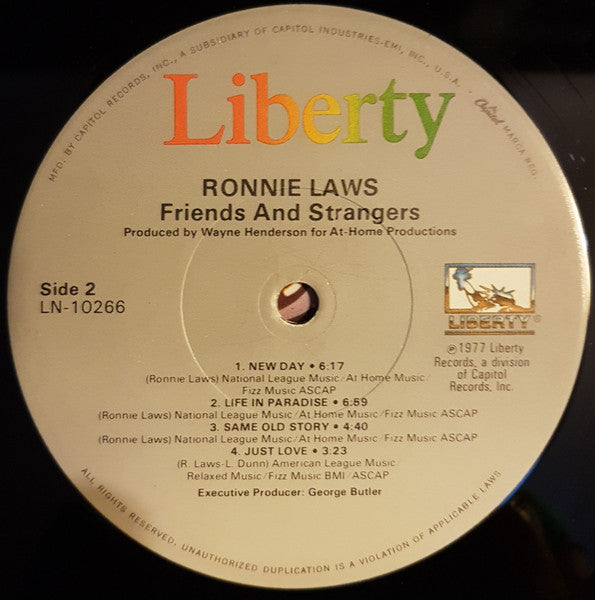 MFD. BY CAPITOL RECORDS, INC., A SUBSIDIARY OF CAPITOL INDUSTRIES-EMI, INC., U.S.A. • Capitol MARCA REG.
Liberty
RONNIE LAWS
Friends And Strangers
Produced by Wayne Henderson for At-Home Productions
Side 2
LN-10266
LIBERTY®
℗1977 Liberty
Records, a division
of Capitol
Records, Inc.
1. NEW DAY • 6:17
(Ronnie Laws) National League Music/At Home Music/
Fizz Music ASCAP
2. LIFE IN PARADISE • 6:59
(Ronnie Laws) National League Music/At Home Music/Fizz Music ASCAP
3. SAME OLD STORY • 4:40
(Ronnie Laws) National League Music/At Home Music/Fizz Music ASCAP
4. JUST LOVE • 3:23
(R. Laws-L. Dunn) American League Music
Relaxed Music/Fizz Music BMI/ASCAP
Executive Producer: George Butler
ALL RIGHTS RESERVED. UNAUTHORIZED DUPLICATION IS A VIOLATION OF APPLICABLE LAWS